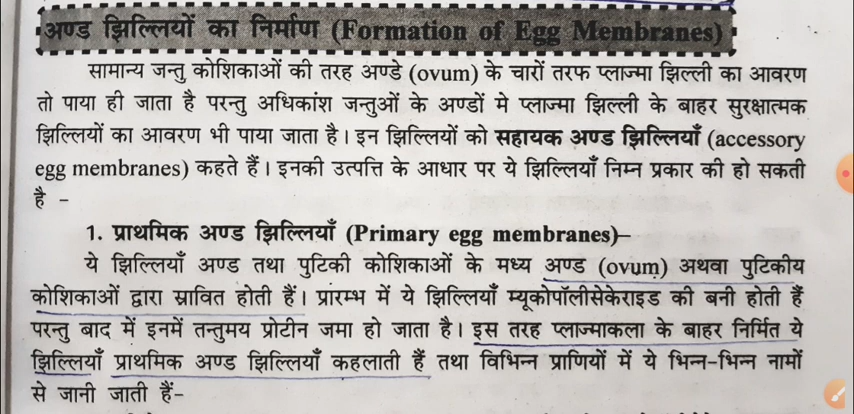 अण्ड झिल्लियों का निर्माण (Formation of Egg Membranes)
सामान्य जन्तु कोशिकाओं की तरह अण्डे (ovum) के चारों तरफ प्लाज्मा झिल्ली का आवरण
तो पाया ही जाता है परन्तु अधिकांश जन्तुओं के अण्डों मे प्लाज्मा झिल्ली के बाहर सुरक्षात्मक
झिल्लियों का आवरण भी पाया जाता है। इन झिल्लियों को सहायक अण्ड झिल्लियाँ (accessory
egg membranes) कहते हैं। इनकी उत्पत्ति के आधार पर ये झिल्लियाँ निम्न प्रकार की हो सकती
है -
1. प्राथमिक अण्ड झिल्लियाँ (Primary egg membranes)–
ये झिल्लियाँ अण्ड तथा पुटिकी कोशिकाओं के मध्य अण्ड (ovum) अथवा पुटिकीय
कोशिकाओं द्वारा स्रावित होती हैं। प्रारम्भ में ये झिल्लियाँ म्यूकोपॉलीसेकेराइड की बनी होती हैं
परन्तु बाद में इनमें तन्तुमय प्रोटीन जमा हो जाता है। इस तरह प्लाज्माकला के बाहर निर्मित ये
झिल्लियाँ प्राथमिक अण्ड झिल्लियाँ कहलाती हैं तथा विभिन्न प्राणियों में ये भिन्न-भिन्न नामों
से जानी जाती हैं-